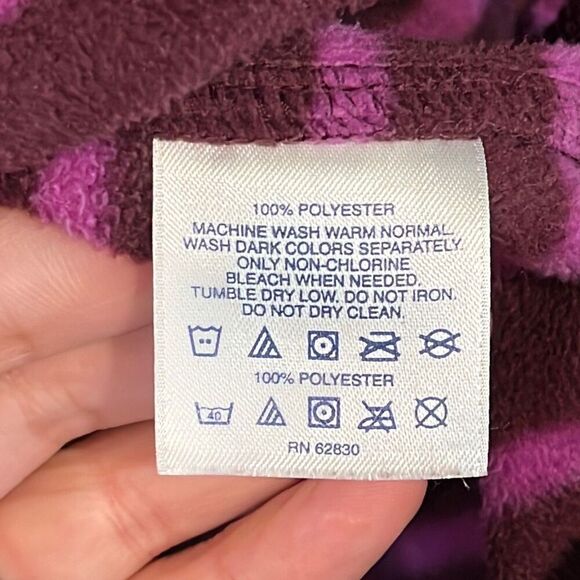 100% POLYESTER
MACHINE WASH WARM NORMAL.
WASH DARK COLORS SEPARATELY.
ONLY NON-CHLORINE
BLEACH WHEN NEEDED.
TUMBLE DRY LOW. DO NOT IRON.
DO NOT DRY CLEAN.
100% POLYESTER
40
RN 62830